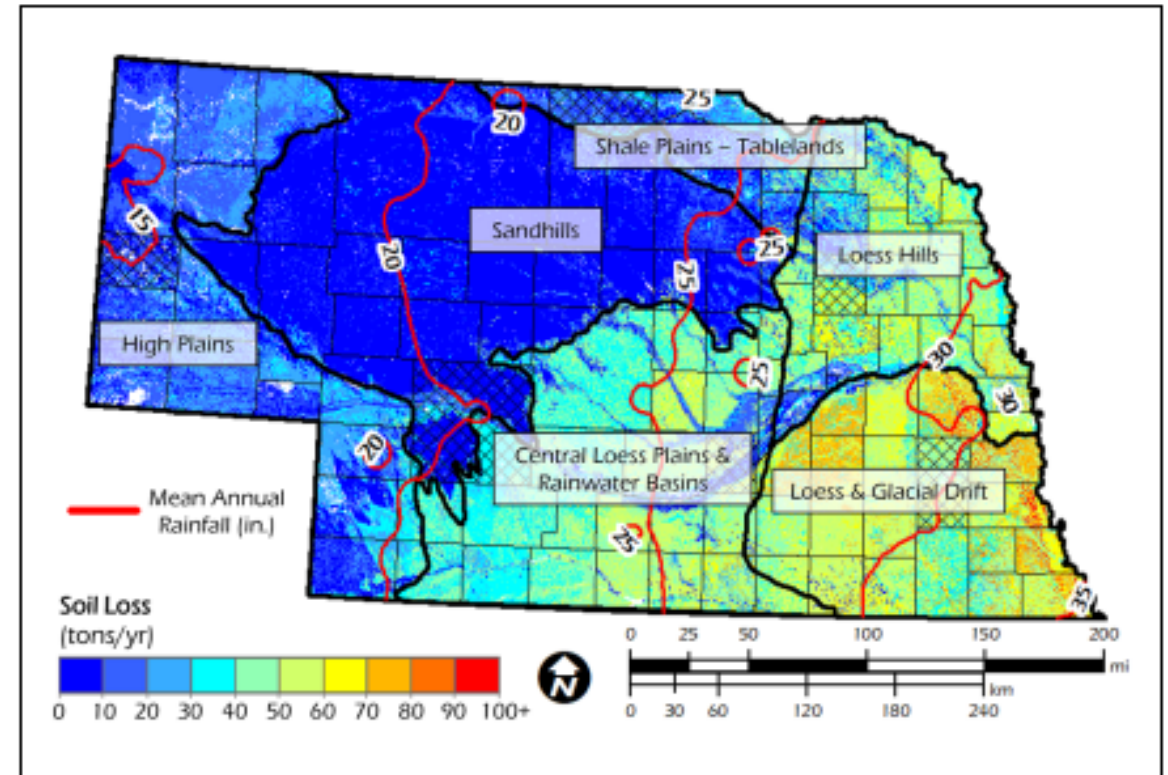 25
20
Shale Plains – Tablelands
15
Sandhills
20
25
25
Loess Hills
High Plains
30
25
30
20
Central Loess Plains &
Rainwater Basins
Loess & Glacial Drift
Mean Annual
Rainfall (in.)
25
35
Soil Loss
(tons/yr)
0 10 20 30 40 50 60 70 80 90 100+
N
0 25 50 100 150 200
mi
km
0 30 60 120 180 240